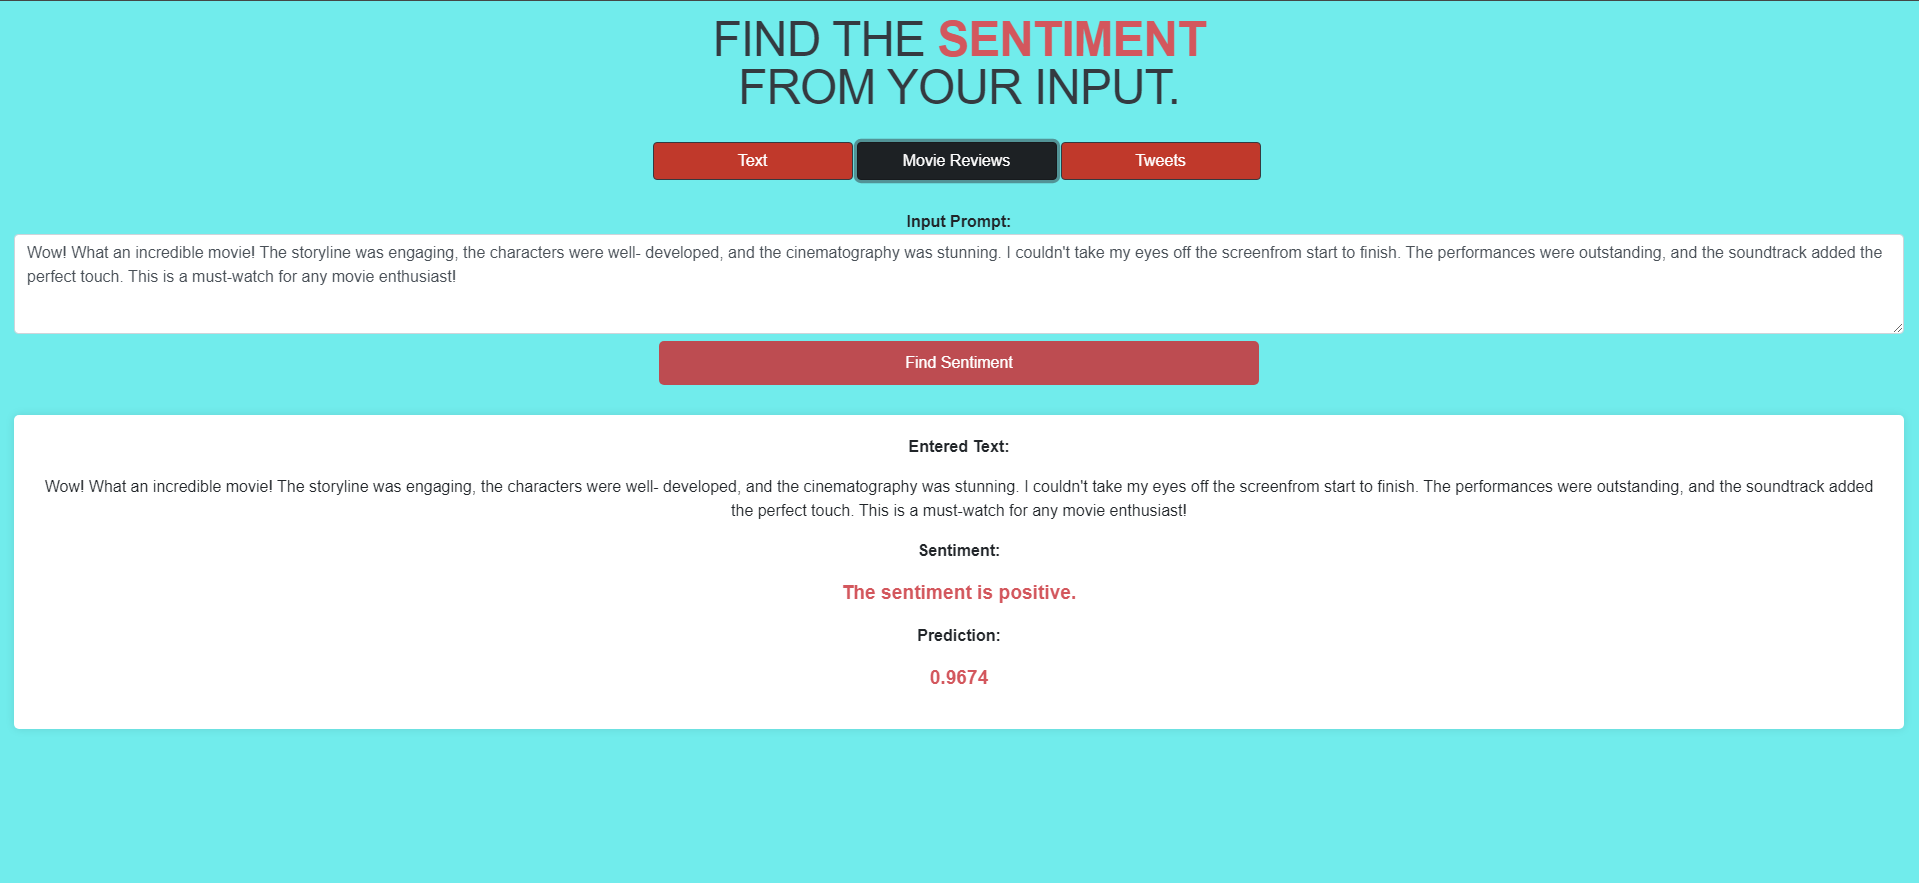 FIND THE SENTIMENT
FROM YOUR INPUT.
Text
Movie Reviews
Tweets
Input Prompt:
Wow! What an incredible movie! The storyline was engaging, the characters were well- developed, and the cinematography was stunning. I couldn't take my eyes off the screenfrom start to finish. The performances were outstanding, and the soundtrack added the
perfect touch. This is a must-watch for any movie enthusiast!
Find Sentiment
Entered Text:
Wow! What an incredible movie! The storyline was engaging, the characters were well- developed, and the cinematography was stunning. I couldn't take my eyes off the screenfrom start to finish. The performances were outstanding, and the soundtrack added
the perfect touch. This is a must-watch for any movie enthusiast!
Sentiment:
The sentiment is positive.
Prediction:
0.9674